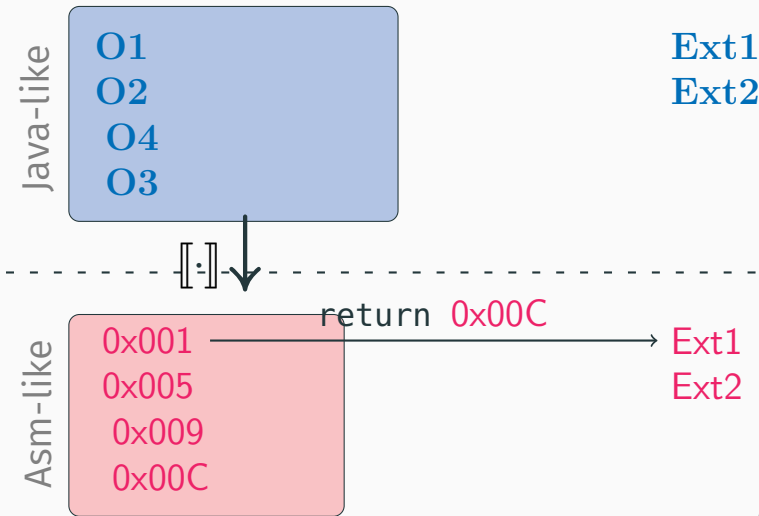 Java-like
O1 Ext1
O2 Ext2
O4
O3
⟦·⟧
return 0x00C
Asm-like
0x001 Ext1
0x005 Ext2
0x009
0x00C